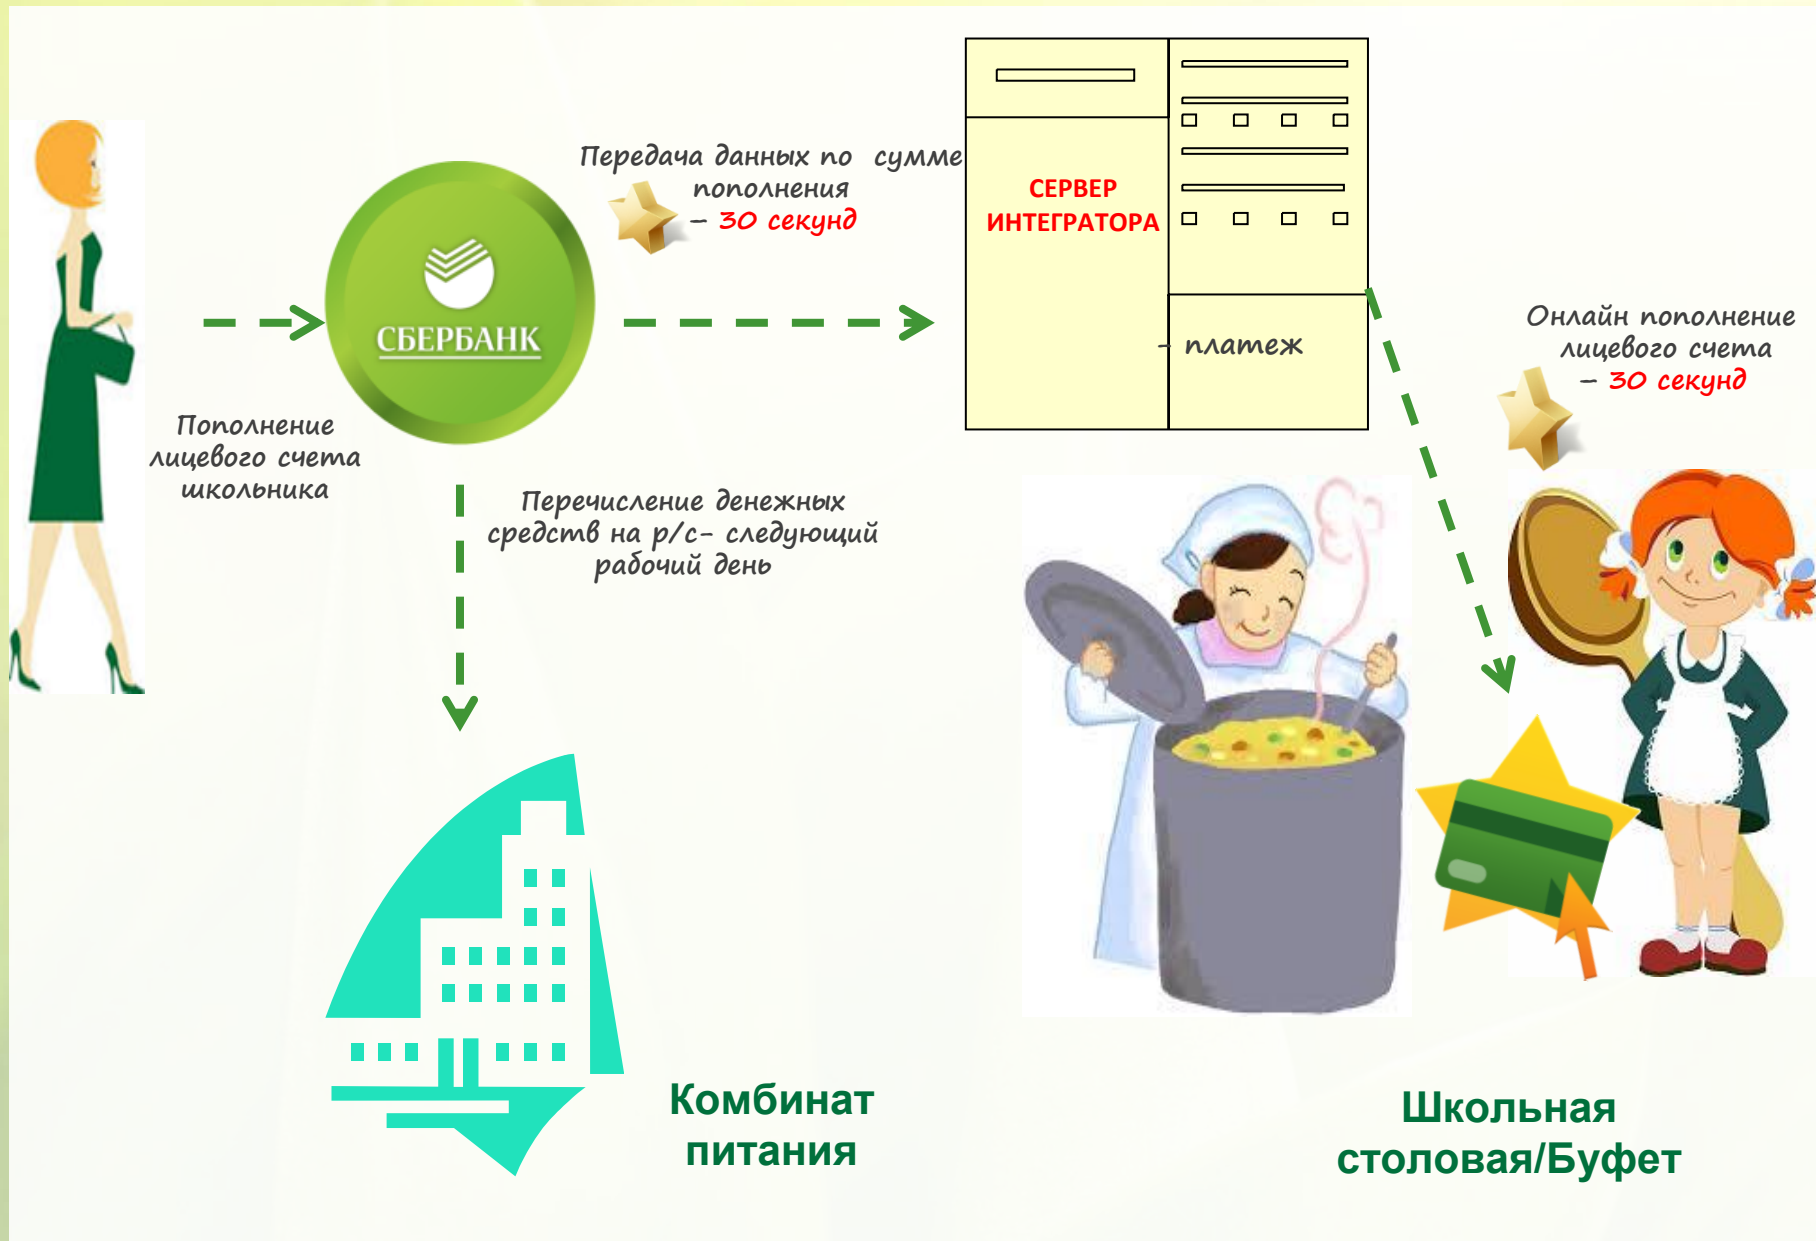 Передача данных по сумме
пополнения
– 30 секунд
СЕРВЕР
ИНТЕГРАТОРА
– платеж
СБЕРБАНК
Онлайн пополнение
лицевого счета
– 30 секунд
Пополнение
лицевого счета
школьника
Перечисление денежных
средств на р/с- следующий
рабочий день
Комбинат
питания
Школьная
столовая/Буфет